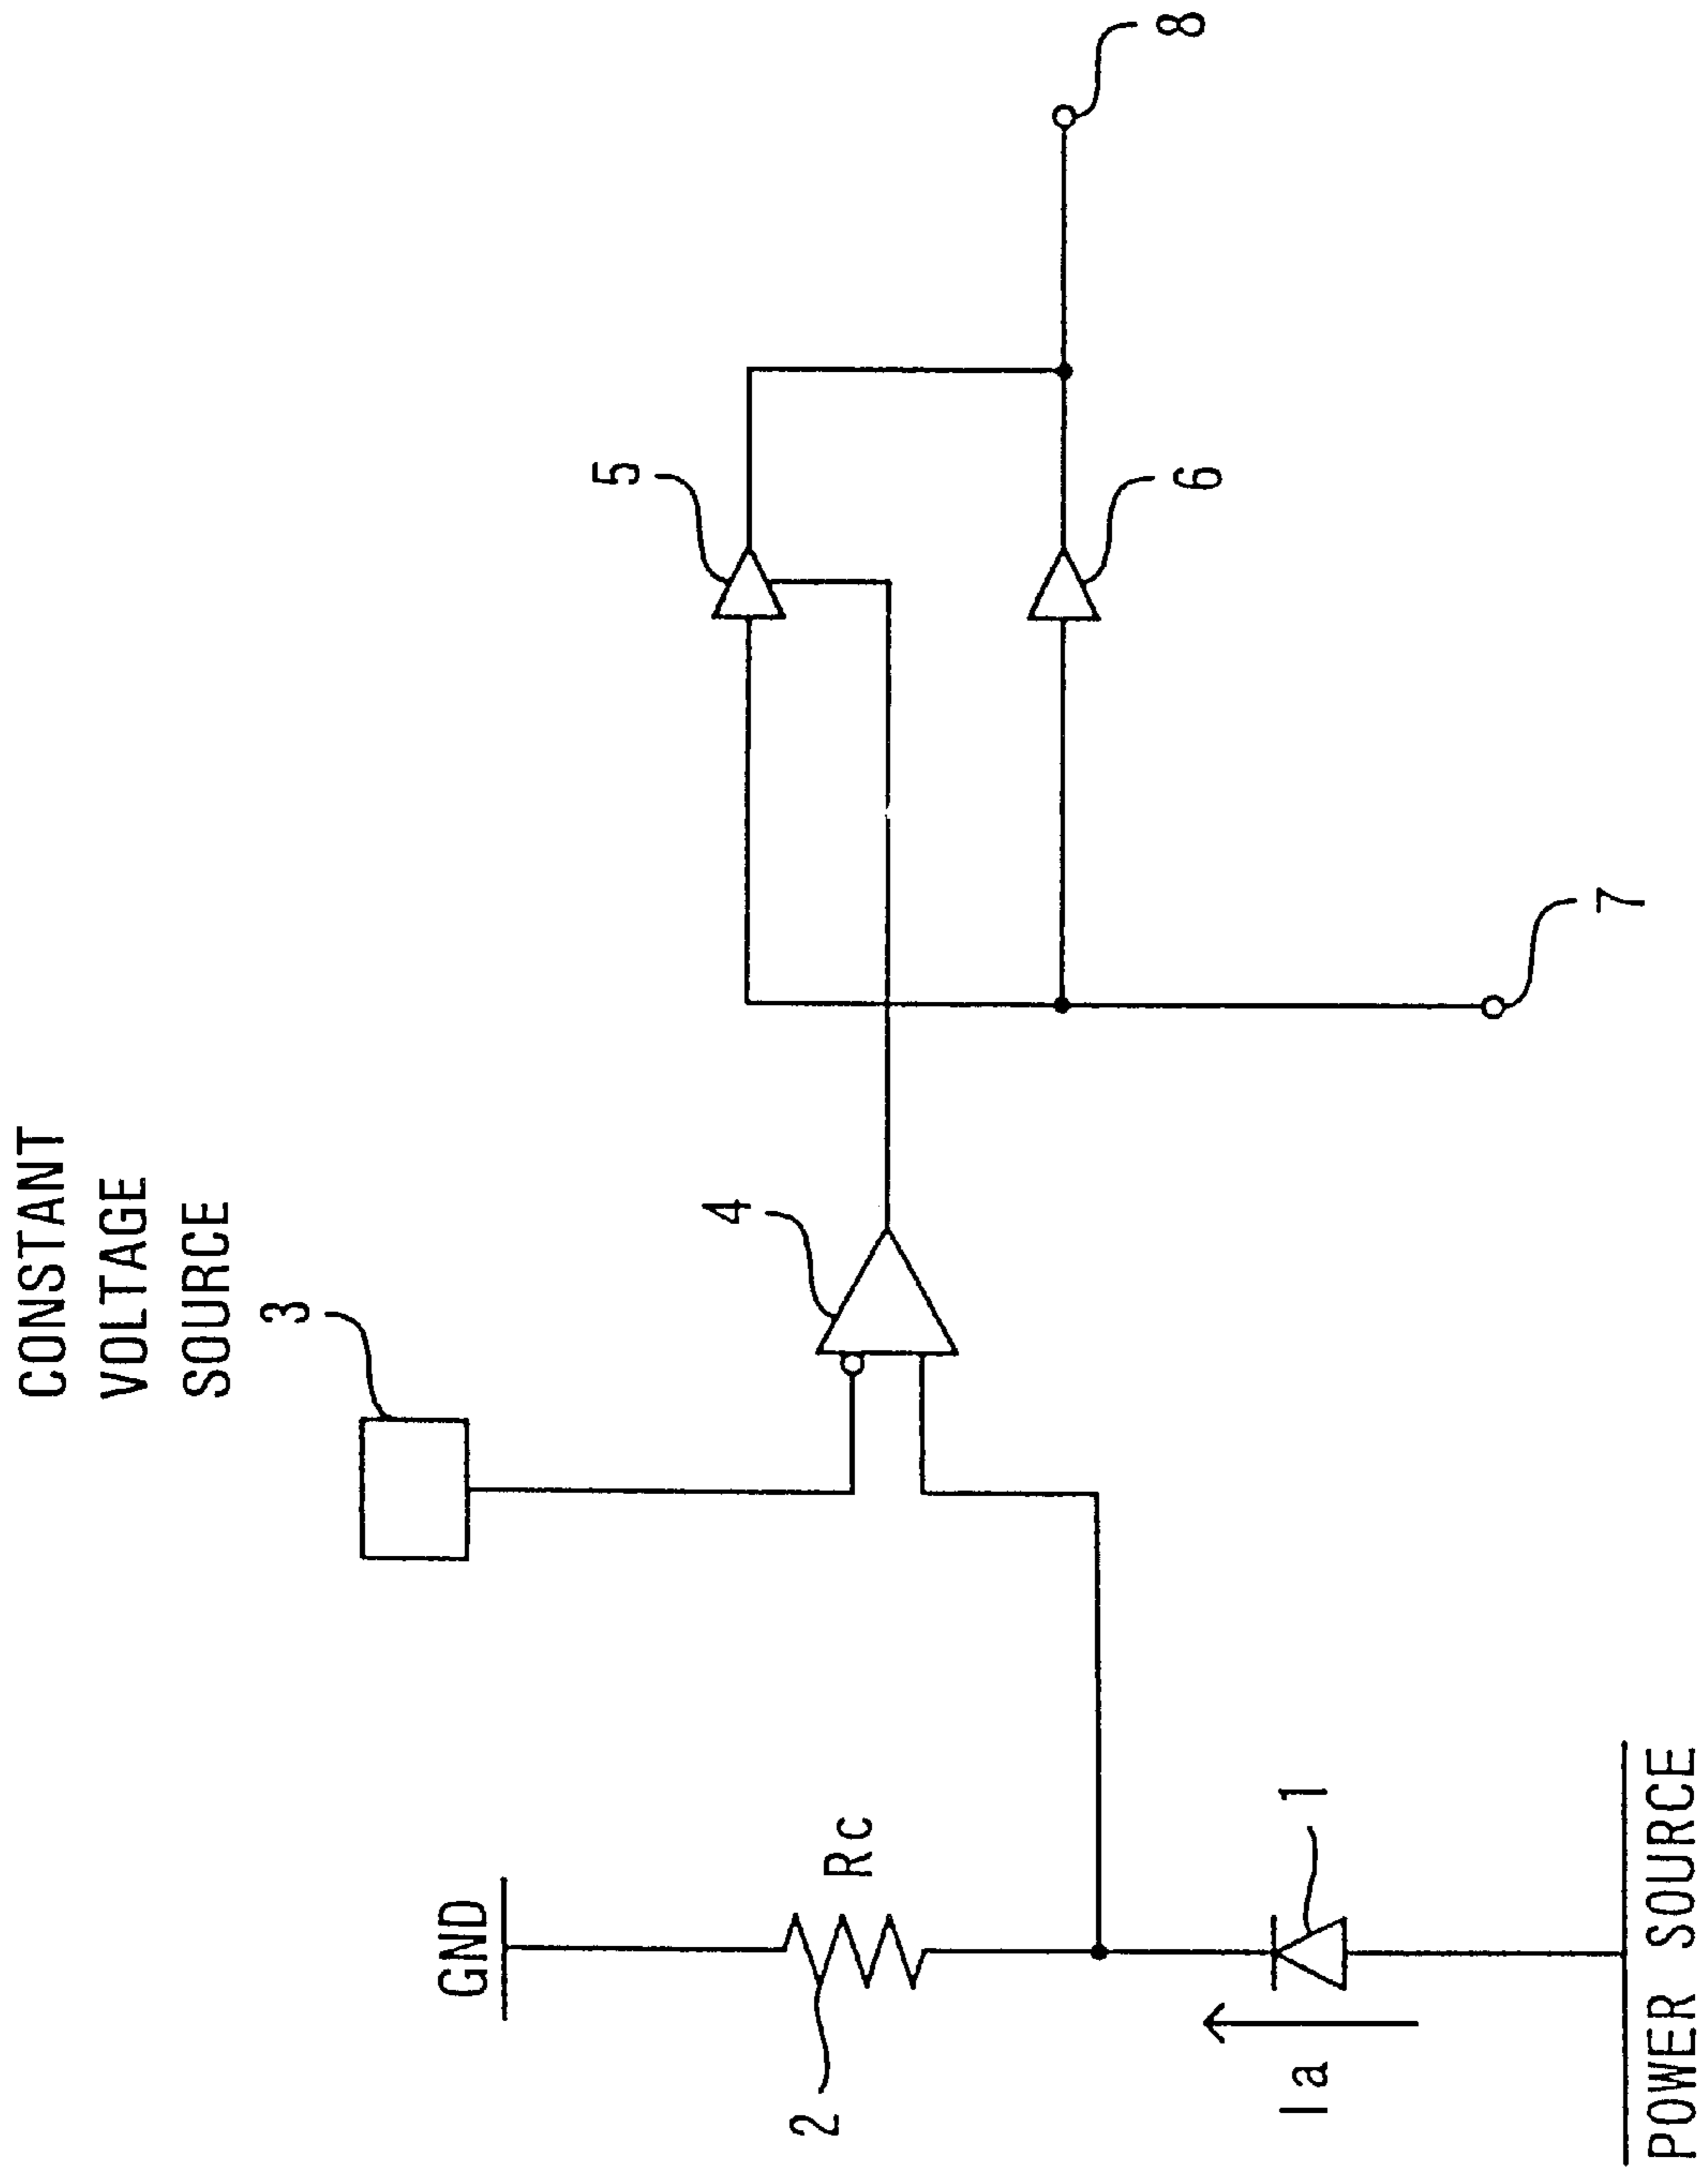 CONSTANT
VOLTAGE
SOURCE
3
GND
2
Rc
4
5
8
6
Ia
1
7
POWER SOURCE